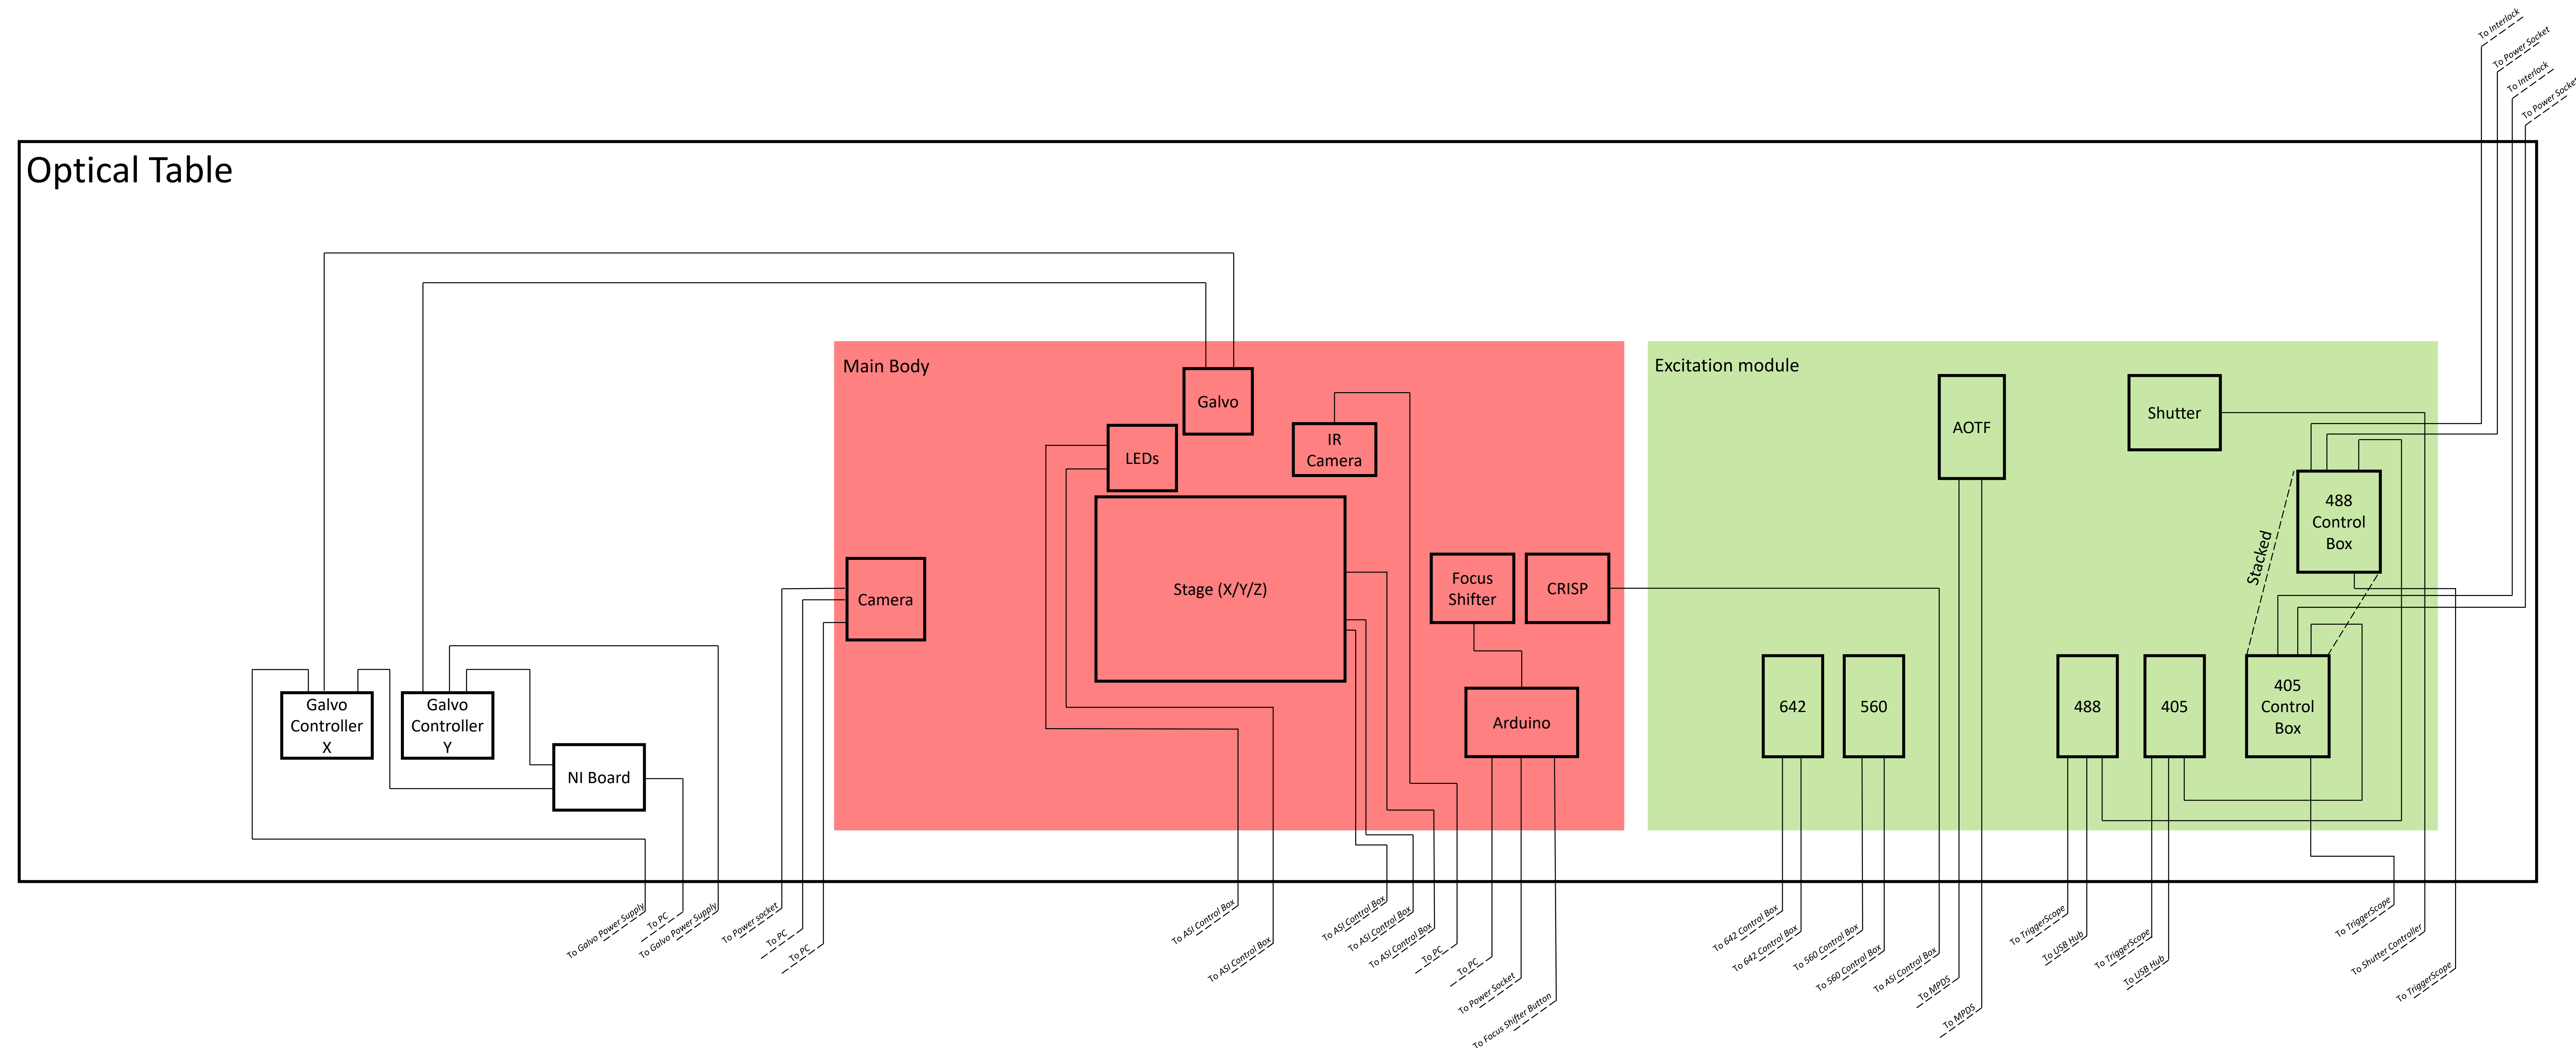 To Interlock
To Power Socket
To Interlock
To Power Socket
Optical Table
Main Body
Excitation module
Galvo
LEDs
IR
Camera
AOTF
Shutter
488
Control
Box
Stacked
Camera
Stage (X/Y/Z)
Focus
Shifter
CRISP
Galvo
Controller
X
Galvo
Controller
Y
NI Board
Arduino
642
560
488
405
405
Control
Box
To Galvo Power Supply
To PC
To Galvo Power Supply
To Power socket
To PC
To PC
To ASI Control Box
To ASI Control Box
To ASI Control Box
To ASI Control Box
To ASI Control Box
To PC
To PC
To Power Socket
To Focus Shifter Button
To 642 Control Box
To 642 Control Box
To 560 Control Box
To 560 Control Box
To ASI Control Box
To MPDS
To MPDS
To TriggerScope
To USB Hub
To TriggerScope
To USB Hub
To TriggerScope
To Shutter Controller
To TriggerScope